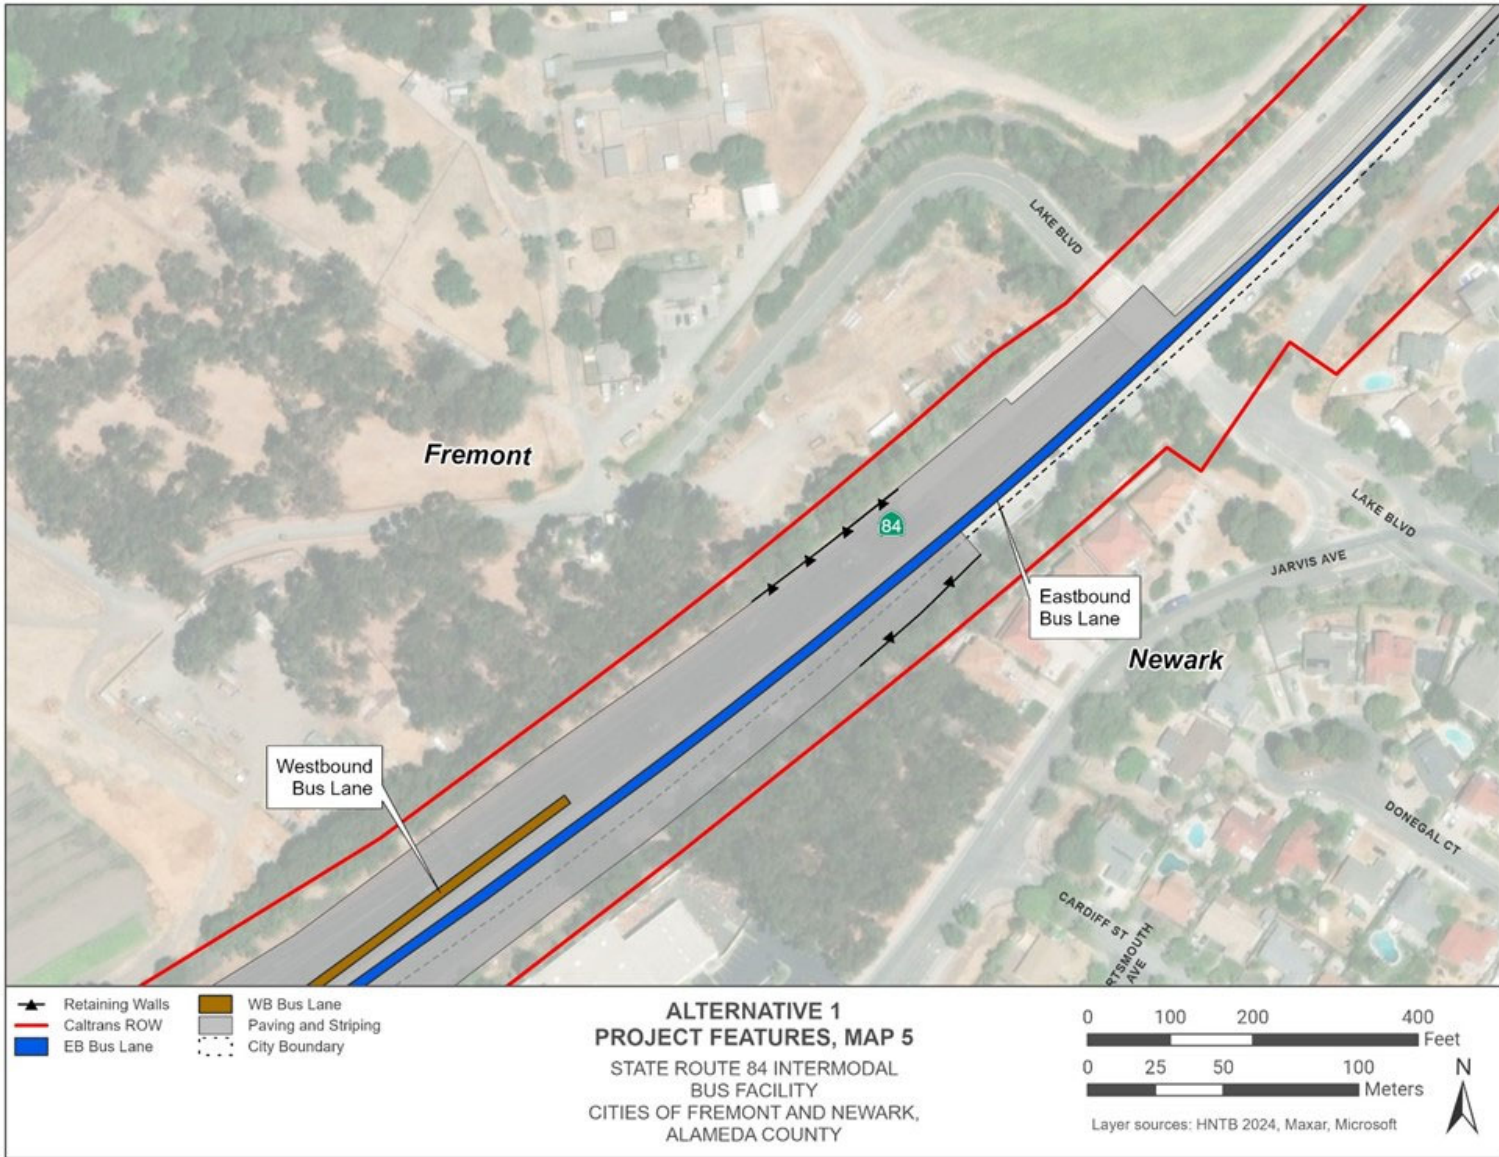 LAKE BLVD
Fremont
84
LAKE BLVD
JARVIS AVE
Eastbound
Bus Lane
Newark
Westbound
Bus Lane
DONEGAL CT
CARDIFF ST
RTSMOUTH
AVE
Retaining Walls
Caltrans ROW
EB Bus Lane
WB Bus Lane
Paving and Striping
City Boundary
ALTERNATIVE 1
PROJECT FEATURES, MAP 5
STATE ROUTE 84 INTERMODAL
BUS FACILITY
CITIES OF FREMONT AND NEWARK,
ALAMEDA COUNTY
0 100 200 400
Feet
0 25 50 100
Meters
N
Layer sources: HNTB 2024, Maxar, Microsoft